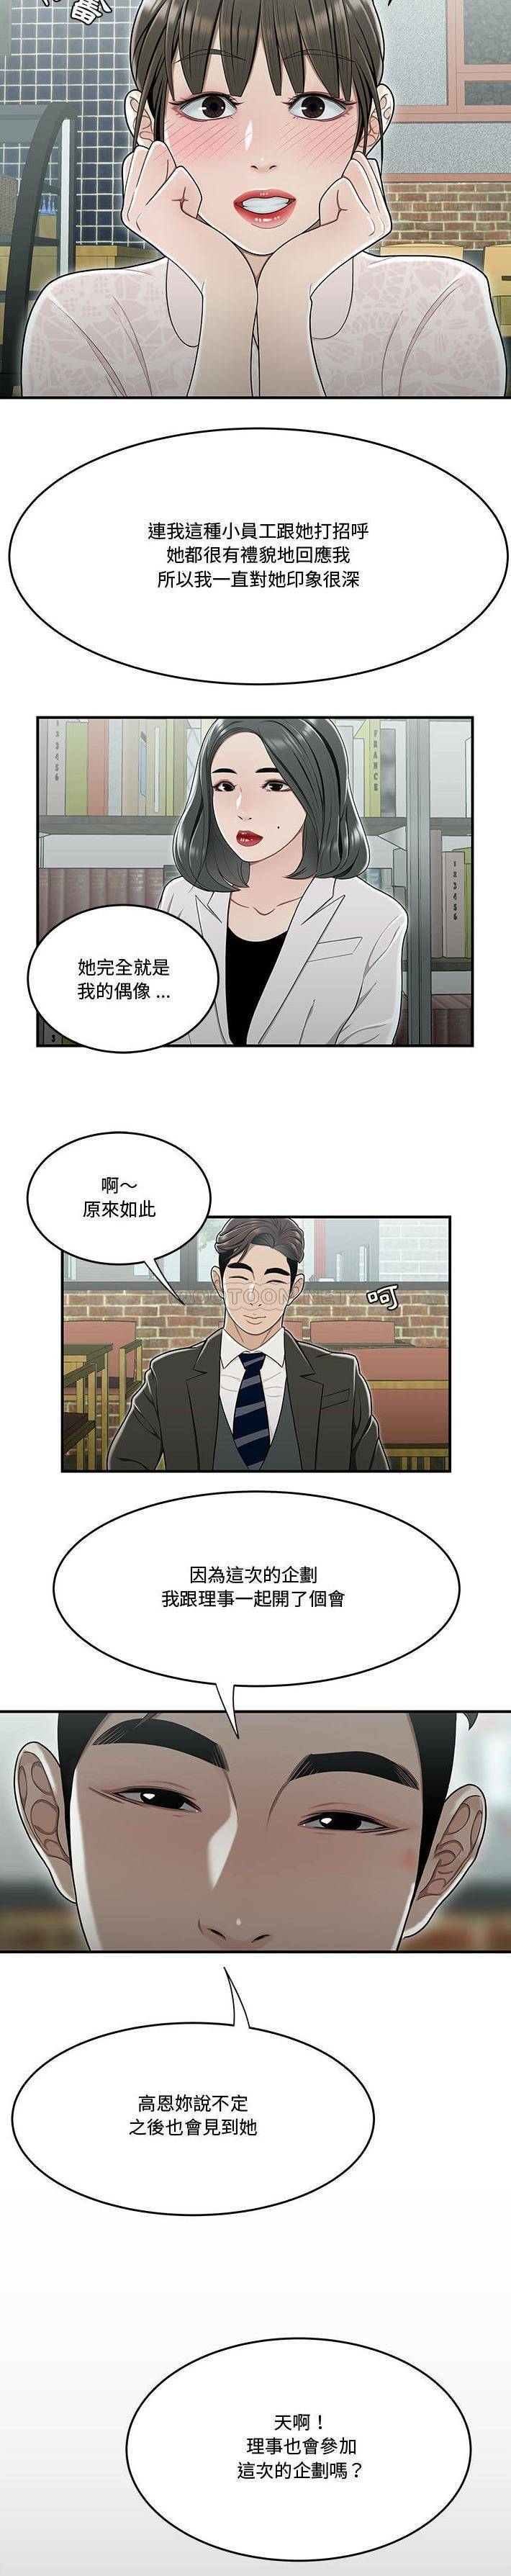 連我這種小員工跟她打招呼
她都很有禮貌地回應我
所以我一直對她印象很深
123456
FRANCE
123456
她完全就是
我的偶像 ...
啊～
原來如此
呵
因為這次的企劃
我跟理事一起開了個會
高恩妳說不定
之後也會見到她
天啊！
理事也會參加
這次的企劃嗎？